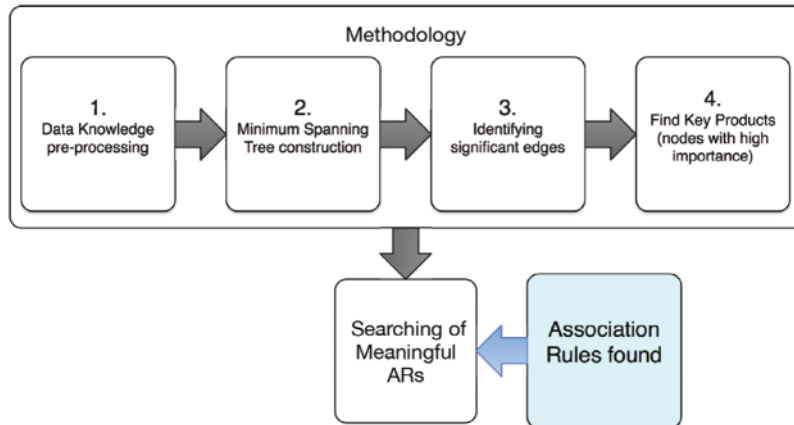 Methodology
1.
Data Knowledge
pre-processing
2.
Minimum Spanning
Tree construction
3.
Identifying
significant edges
4.
Find Key Products
(nodes with high
importance)
Searching of
Meaningful
ARs
Association
Rules found